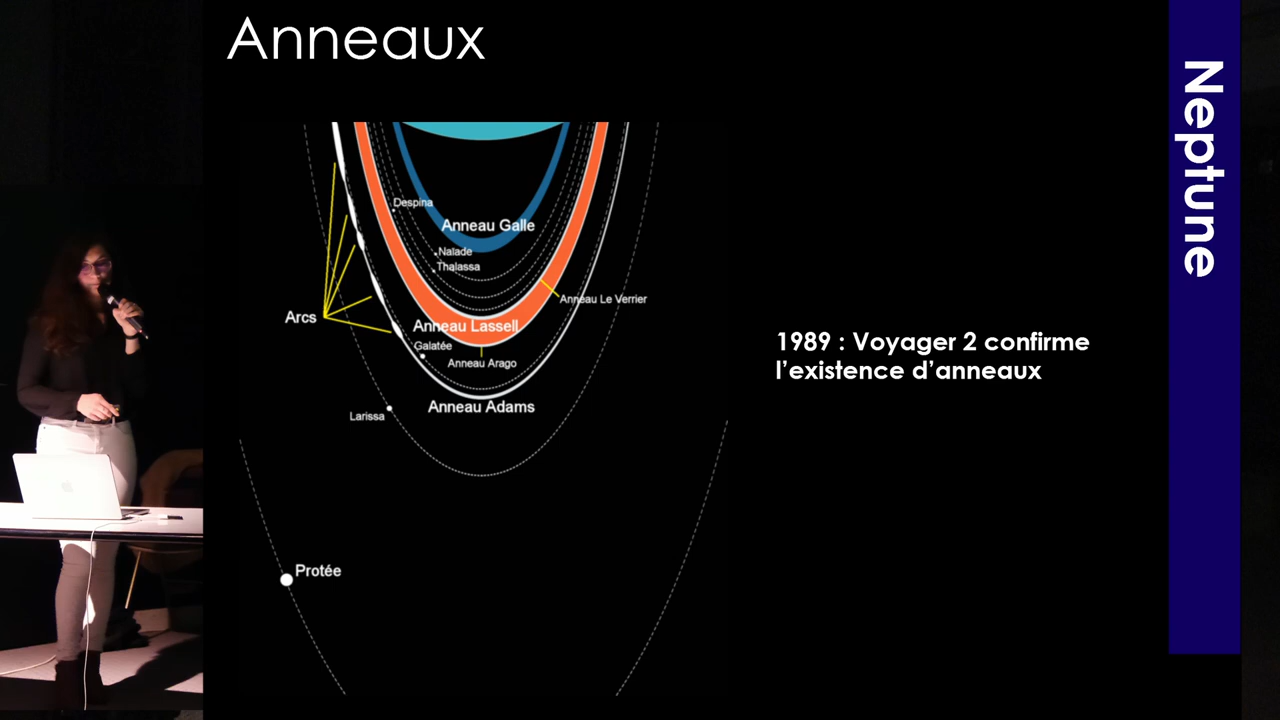 Anneaux
Neptune
Despina
Anneau Galle
Naïade
Thalassa
Anneau Le Verrier
Arcs
Anneau Lassell
Galatée
Anneau Arago
Anneau Adams
Larissa
Protée
1989 : Voyager 2 confirme
l'existence d'anneaux